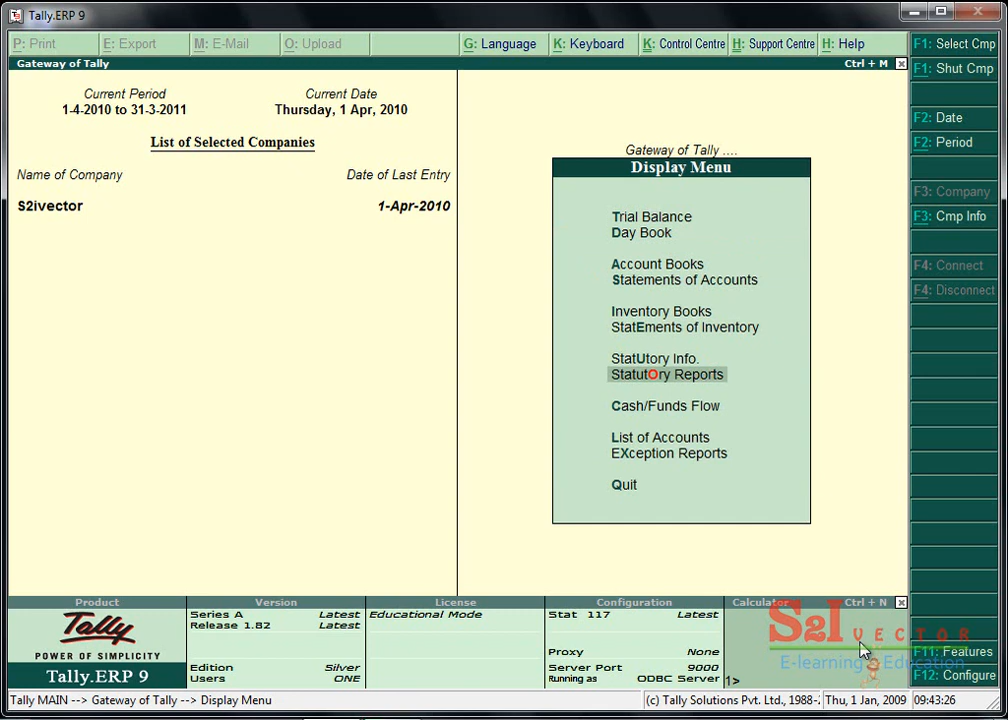 Tally.ERP 9
P: Print
E: Export
M: E-Mail
O: Upload
G: Language
K: Keyboard
K: Control Centre
H: Support Centre
H: Help
F1: Select Cmp
F1: Shut Cmp
F2: Date
F2: Period
F3: Company
F3: Cmp Info
F4: Connect
F4: Disconnect
F11: Features
F12: Configure
Gateway of Tally
Ctrl + M
Current Period
1-4-2010 to 31-3-2011
Current Date
Thursday, 1 Apr, 2010
List of Selected Companies
Name of Company
Date of Last Entry
S2ivector
1-Apr-2010
Gateway of Tally ....
Display Menu
Trial Balance
Day Book
Account Books
Statements of Accounts
Inventory Books
StatEments of Inventory
StatUtory Info.
StatutOry Reports
Cash/Funds Flow
List of Accounts
EXception Reports
Quit
Product
Tally
POWER OF SIMPLICITY
Tally.ERP 9
Version
Series A Latest
Release 1.82 Latest
Edition Silver
Users ONE
License
Educational Mode
Configuration
Stat 117 Latest
Proxy None
Server Port 9000
Running as ODBC Server
Calculator
Ctrl + N
1>
S2I VECTOR
E-learning Education
Tally MAIN --> Gateway of Tally --> Display Menu
(c) Tally Solutions Pvt. Ltd., 1988-2
Thu, 1 Jan, 2009
09:43:26